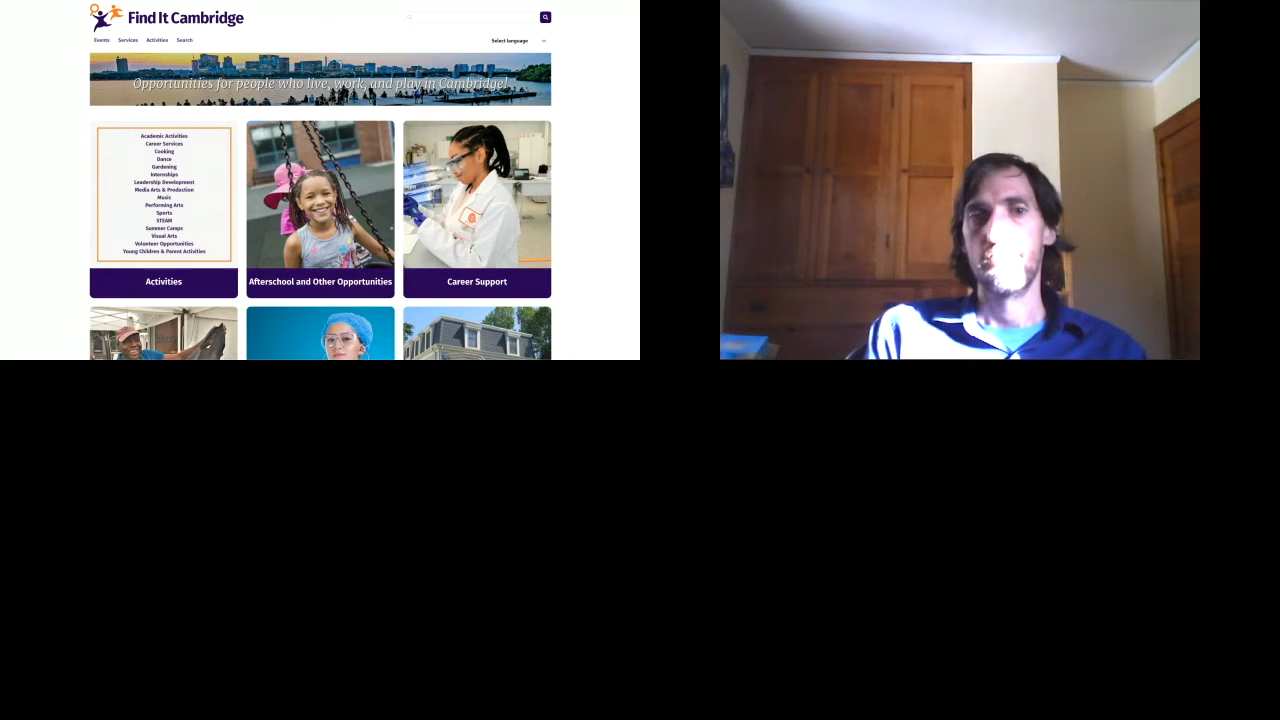 Find It Cambridge
Events Services Activities Search
Select language
Opportunities for people who live, work, and play in Cambridge!
Academic Activities
Career Services
Cooking
Dance
Gardening
Internships
Leadership Development
Media Arts & Production
Music
Performing Arts
Sports
STEAM
Summer Camps
Visual Arts
Volunteer Opportunities
Young Children & Parent Activities
Activities
Afterschool and Other Opportunities
Career Support